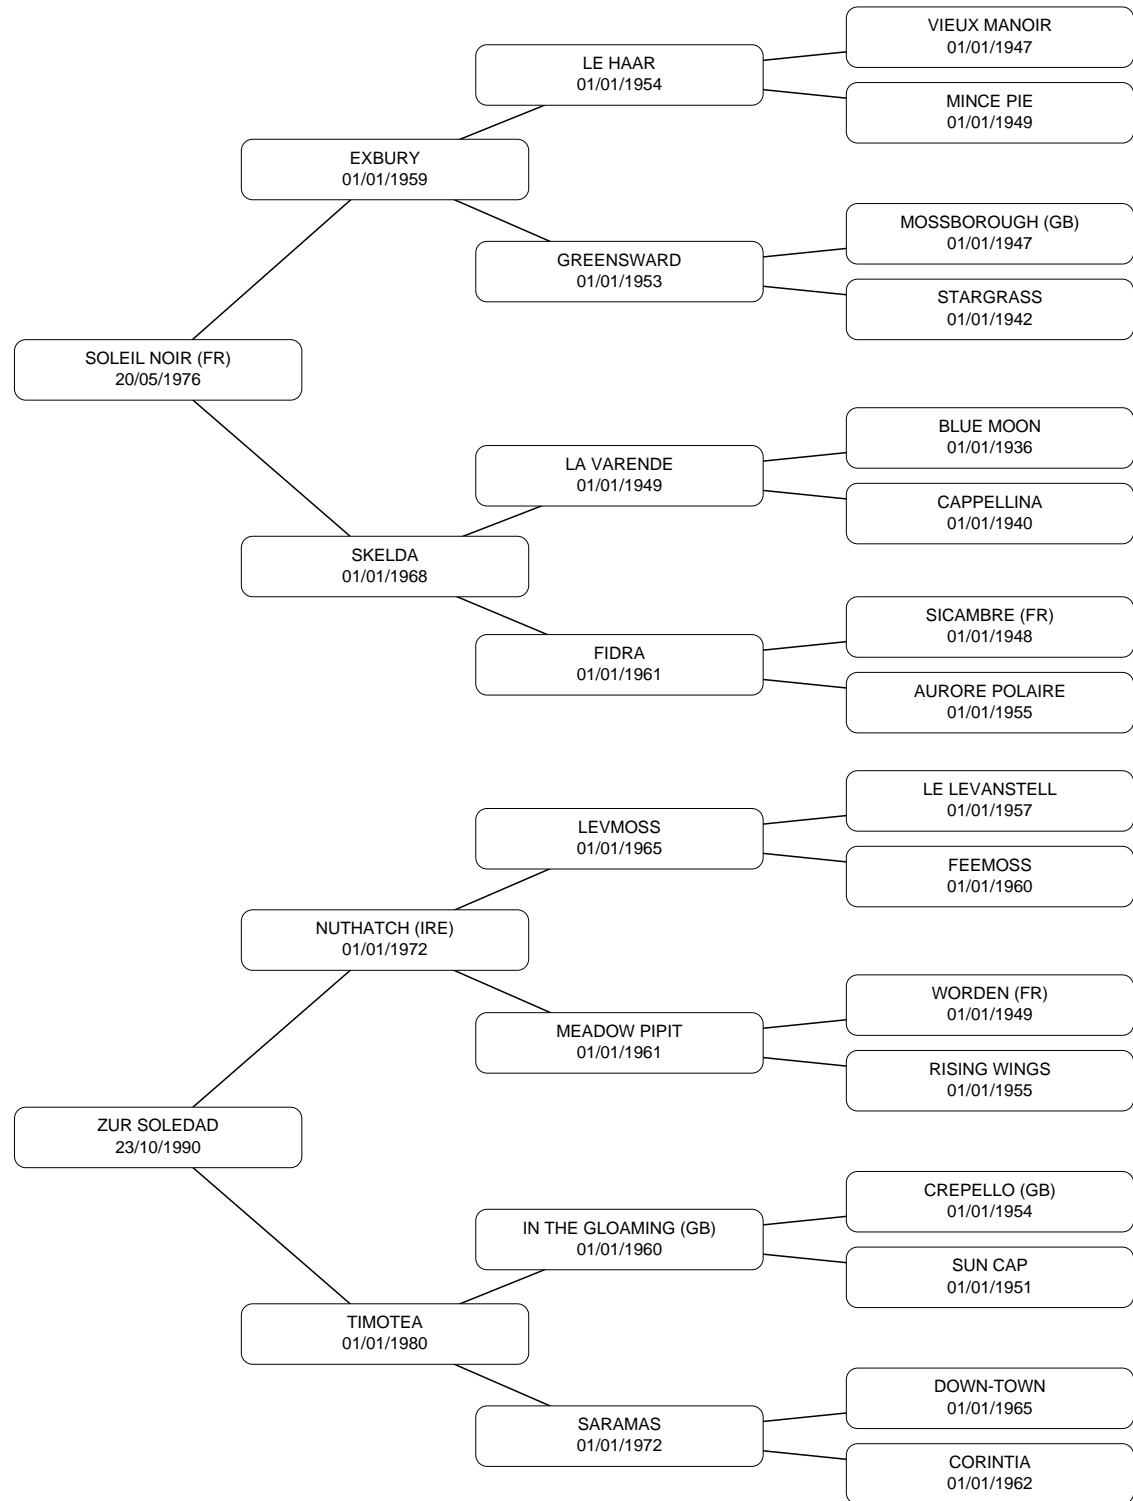 VIEUX MANOIR
01/01/1947
LE HAAR
01/01/1954
MINCE PIE
01/01/1949
EXBURY
01/01/1959
MOSSBOROUGH (GB)
01/01/1947
GREENSWARD
01/01/1953
STARGRASS
01/01/1942
SOLEIL NOIR (FR)
20/05/1976
BLUE MOON
01/01/1936
LA VARENDE
01/01/1949
CAPPELLINA
01/01/1940
SKELDA
01/01/1968
SICAMBRE (FR)
01/01/1948
FIDRA
01/01/1961
AURORE POLAIRE
01/01/1955
LE LEVANSTELL
01/01/1957
LEVMOSS
01/01/1965
FEEMOSS
01/01/1960
NUTHATCH (IRE)
01/01/1972
WORDEN (FR)
01/01/1949
MEADOW PIPIT
01/01/1961
RISING WINGS
01/01/1955
ZUR SOLEDAD
23/10/1990
CREPELLO (GB)
01/01/1954
IN THE GLOAMING (GB)
01/01/1960
SUN CAP
01/01/1951
TIMOTEA
01/01/1980
DOWN-TOWN
01/01/1965
SARAMAS
01/01/1972
CORINTIA
01/01/1962